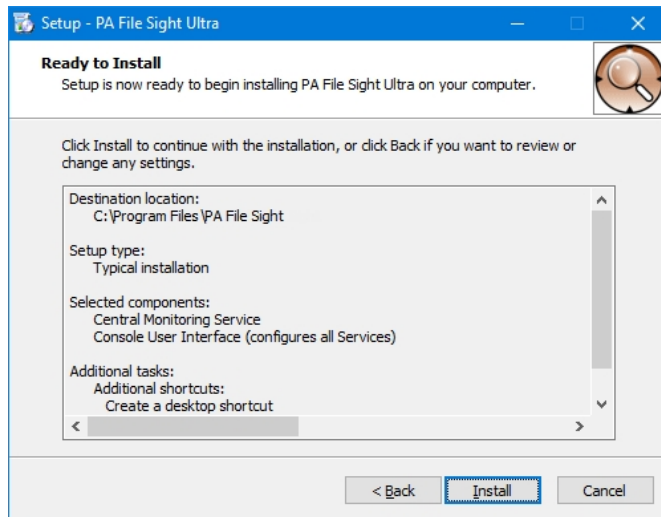 Setup - PA File Sight Ultra
Ready to Install
Setup is now ready to begin installing PA File Sight Ultra on your computer.
Click Install to continue with the installation, or click Back if you want to review or
change any settings.
Destination location:
C:\Program Files\PA File Sight
Setup type:
Typical installation
Selected components:
Central Monitoring Service
Console User Interface (configures all Services)
Additional tasks:
Additional shortcuts:
Create a desktop shortcut
< Back
Install
Cancel